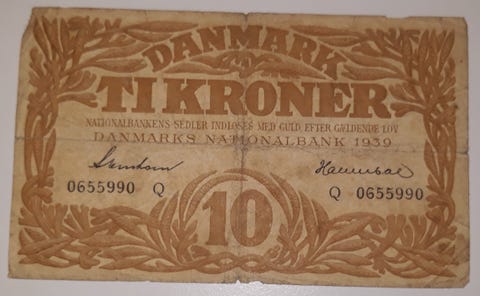 DANMARK
TI KRONER
NATIONALBANKENS SEDLER INDLØSES MED GULD EFTER GÆLDENDE LOV
DANMARKS NATIONALBANK 1939
0655990 Q Q 0655990
10